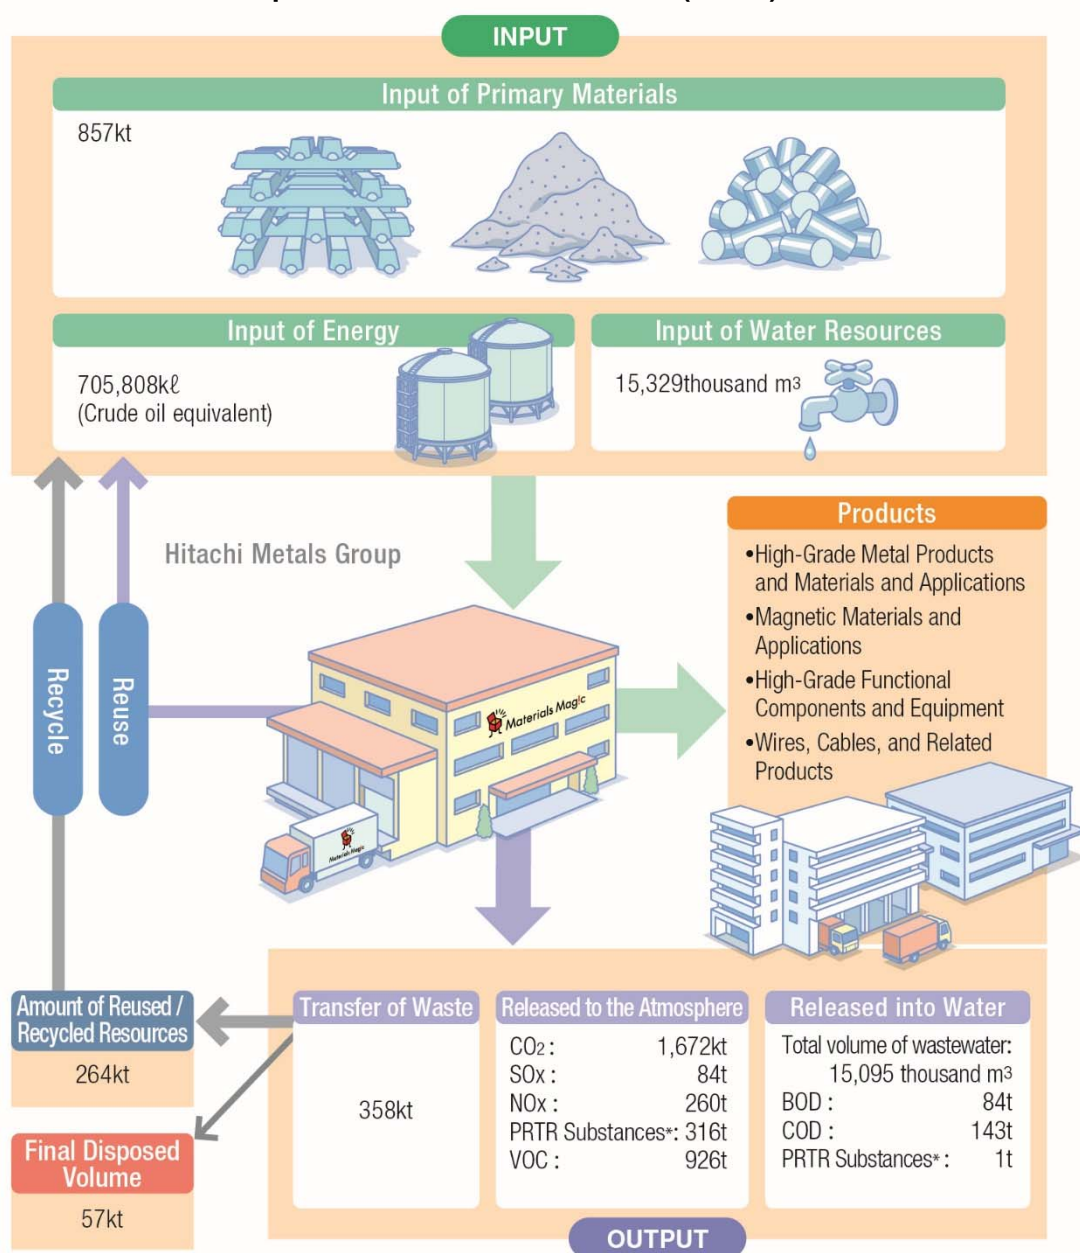 INPUT
Input of Primary Materials
857kt
Input of Energy
705,808kℓ
(Crude oil equivalent)
Input of Water Resources
15,329thousand m³
Hitachi Metals Group
Recycle
Reuse
Materials Magic
Materials Magic
Products
•High-Grade Metal Products
and Materials and Applications
•Magnetic Materials and
Applications
•High-Grade Functional
Components and Equipment
•Wires, Cables, and Related
Products
Amount of Reused /
Recycled Resources
264kt
Final Disposed
Volume
57kt
Transfer of Waste
358kt
Released to the Atmosphere
CO₂ : 1,672kt
SOx : 84t
NOx : 260t
PRTR Substances*: 316t
VOC : 926t
Released into Water
Total volume of wastewater:
15,095 thousand m³
BOD : 84t
COD : 143t
PRTR Substances* : 1t
OUTPUT